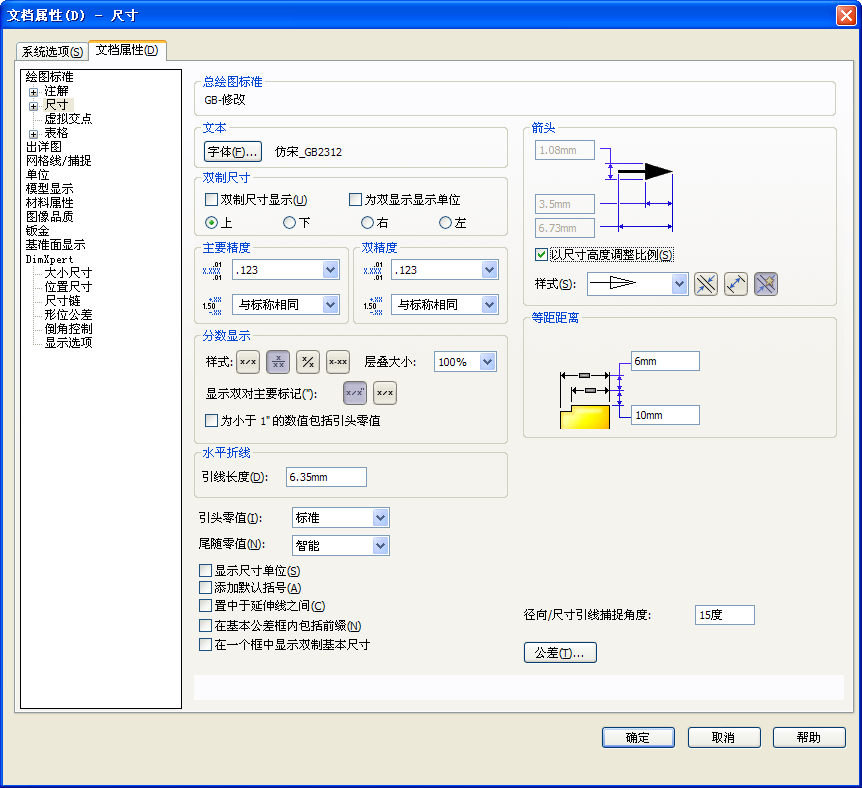 文档属性(D) - 尺寸
系统选项(S) 文档属性(D)
绘图标准
注解
尺寸
虚拟交点
表格
出详图
网格线/捕捉
单位
模型显示
材料属性
图像品质
钣金
基准面显示
DimXpert
大小尺寸
位置尺寸
尺寸链
形位公差
倒角控制
显示选项
总绘图标准
GB-修改
文本
字体(F)... 仿宋_GB2312
双制尺寸
双制尺寸显示(U) 为双显示显示单位
上 下 右 左
主要精度
.123
与标称相同
双精度
.123
与标称相同
分数显示
样式: 层叠大小: 100%
显示双对主要标记("):
为小于 1" 的数值包括引头零值
水平折线
引线长度(D): 6.35mm
引头零值(I): 标准
尾随零值(N): 智能
显示尺寸单位(S)
添加默认括号(A)
置中于延伸线之间(C)
在基本公差框内包括前缀(N)
在一个框中显示双制基本尺寸
箭头
1.08mm
3.5mm
6.73mm
以尺寸高度调整比例(S)
样式(S):
等距距离
6mm
10mm
径向/尺寸引线捕捉角度: 15度
公差(T)...
确定 取消 帮助